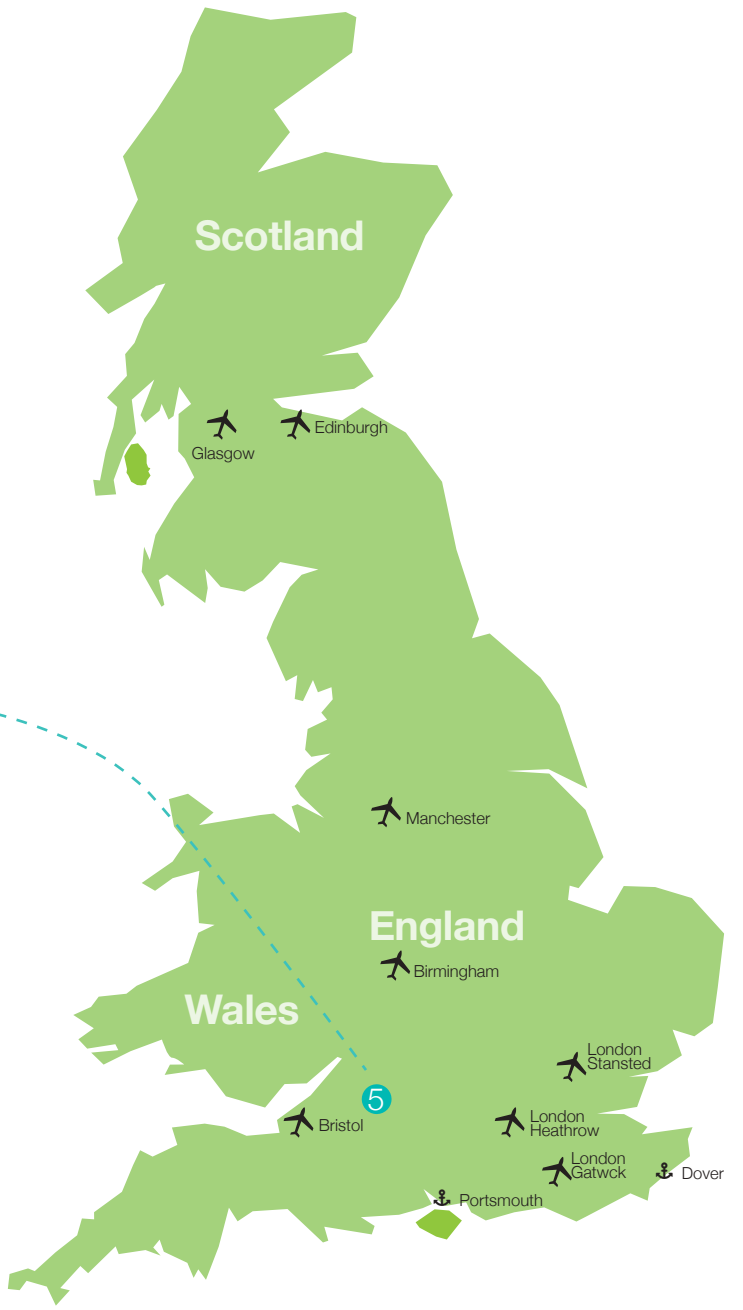 Scotland
Edinburgh
Glasgow
Manchester
England
Birmingham
Wales
London
Stansted
5
Bristol
London
Heathrow
London
Gatwck
Dover
Portsmouth